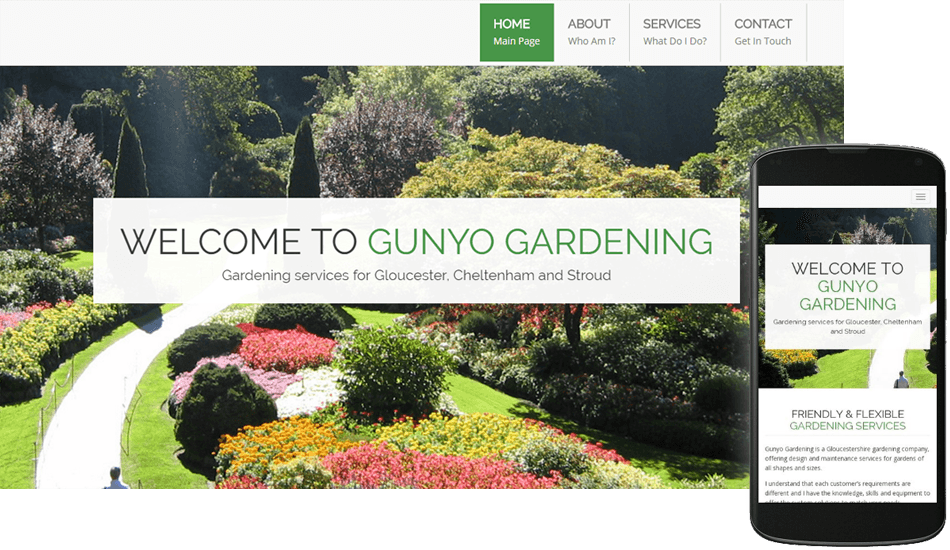 HOME
Main Page
ABOUT
Who Am I?
SERVICES
What Do I Do?
CONTACT
Get In Touch
WELCOME TO GUNYO GARDENING
Gardening services for Gloucester, Cheltenham and Stroud
WELCOME TO
GUNYO
GARDENING
Gardening services for Gloucester, Cheltenham
and Stroud
FRIENDLY & FLEXIBLE
GARDENING SERVICES
Gunyo Gardening is a Gloucestershire gardening company,
offering design and maintenance services for gardens of
all shapes and sizes.
I understand that each customer's requirements are
different and I have the knowledge, skills and equipment to